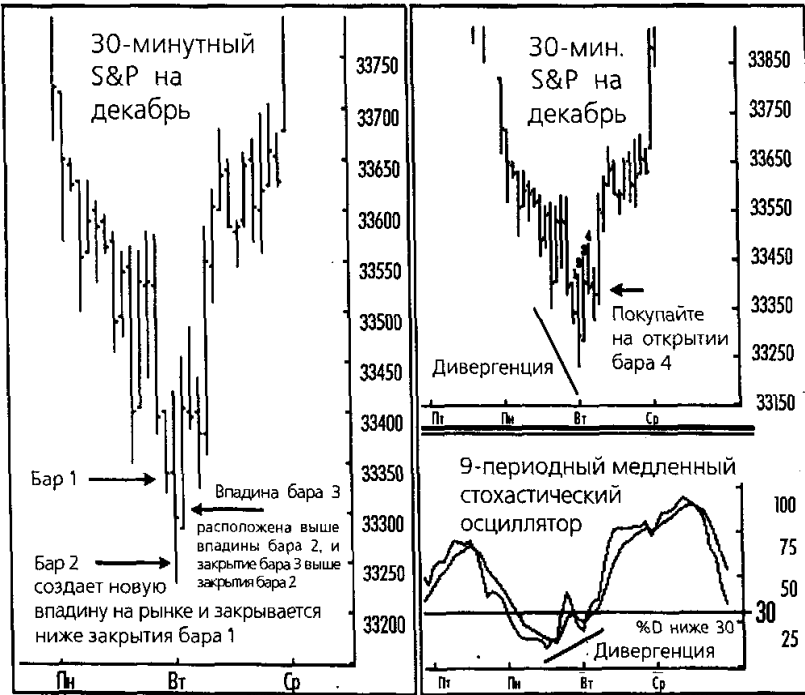 30-минутный
S&P на
декабрь
33750
33700
33650
33600
33550
33500
33450
33400
33350
33300
33250
33200
Бар 1
Впадина бара 3
расположена выше
впадины бара 2, и
закрытие бара 3 выше
закрытия бара 2
Бар 2
создает новую
впадину на рынке и закрывается
ниже закрытия бара 1
Пн Вт Ср
30-мин.
S&P на
декабрь
33850
33750
33650
33550
33450
33350
33250
33150
4
Покупайте
на открытии
бара 4
Дивергенция
Пт Пн Вт Ср
9-периодный медленный
стохастический
осциллятор
100
75
50
30
25
%D ниже 30
Дивергенция
Пт Пн Вт Ср